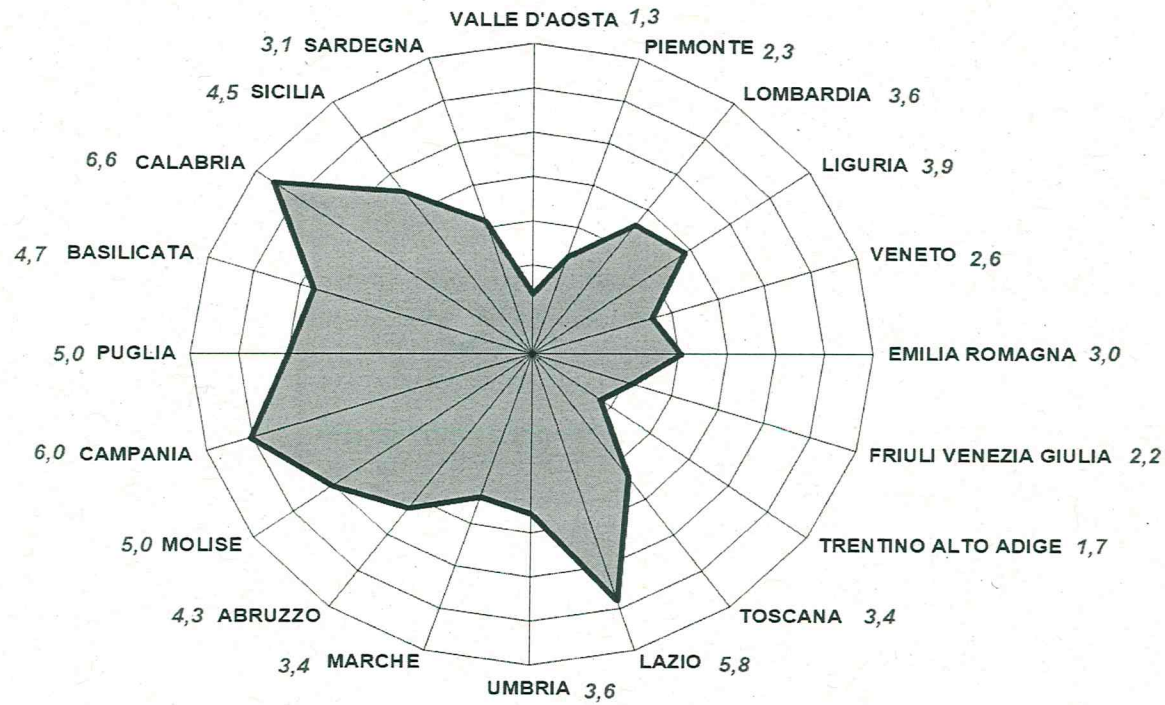 VALLE D'AOSTA 1,3
PIEMONTE 2,3
LOMBARDIA 3,6
LIGURIA 3,9
VENETO 2,6
EMILIA ROMAGNA 3,0
FRIULI VENEZIA GIULIA 2,2
TRENTINO ALTO ADIGE 1,7
TOSCANA 3,4
LAZIO 5,8
UMBRIA 3,6
3,4 MARCHE
4,3 ABRUZZO
5,0 MOLISE
6,0 CAMPANIA
5,0 PUGLIA
4,7 BASILICATA
6,6 CALABRIA
4,5 SICILIA
3,1 SARDEGNA